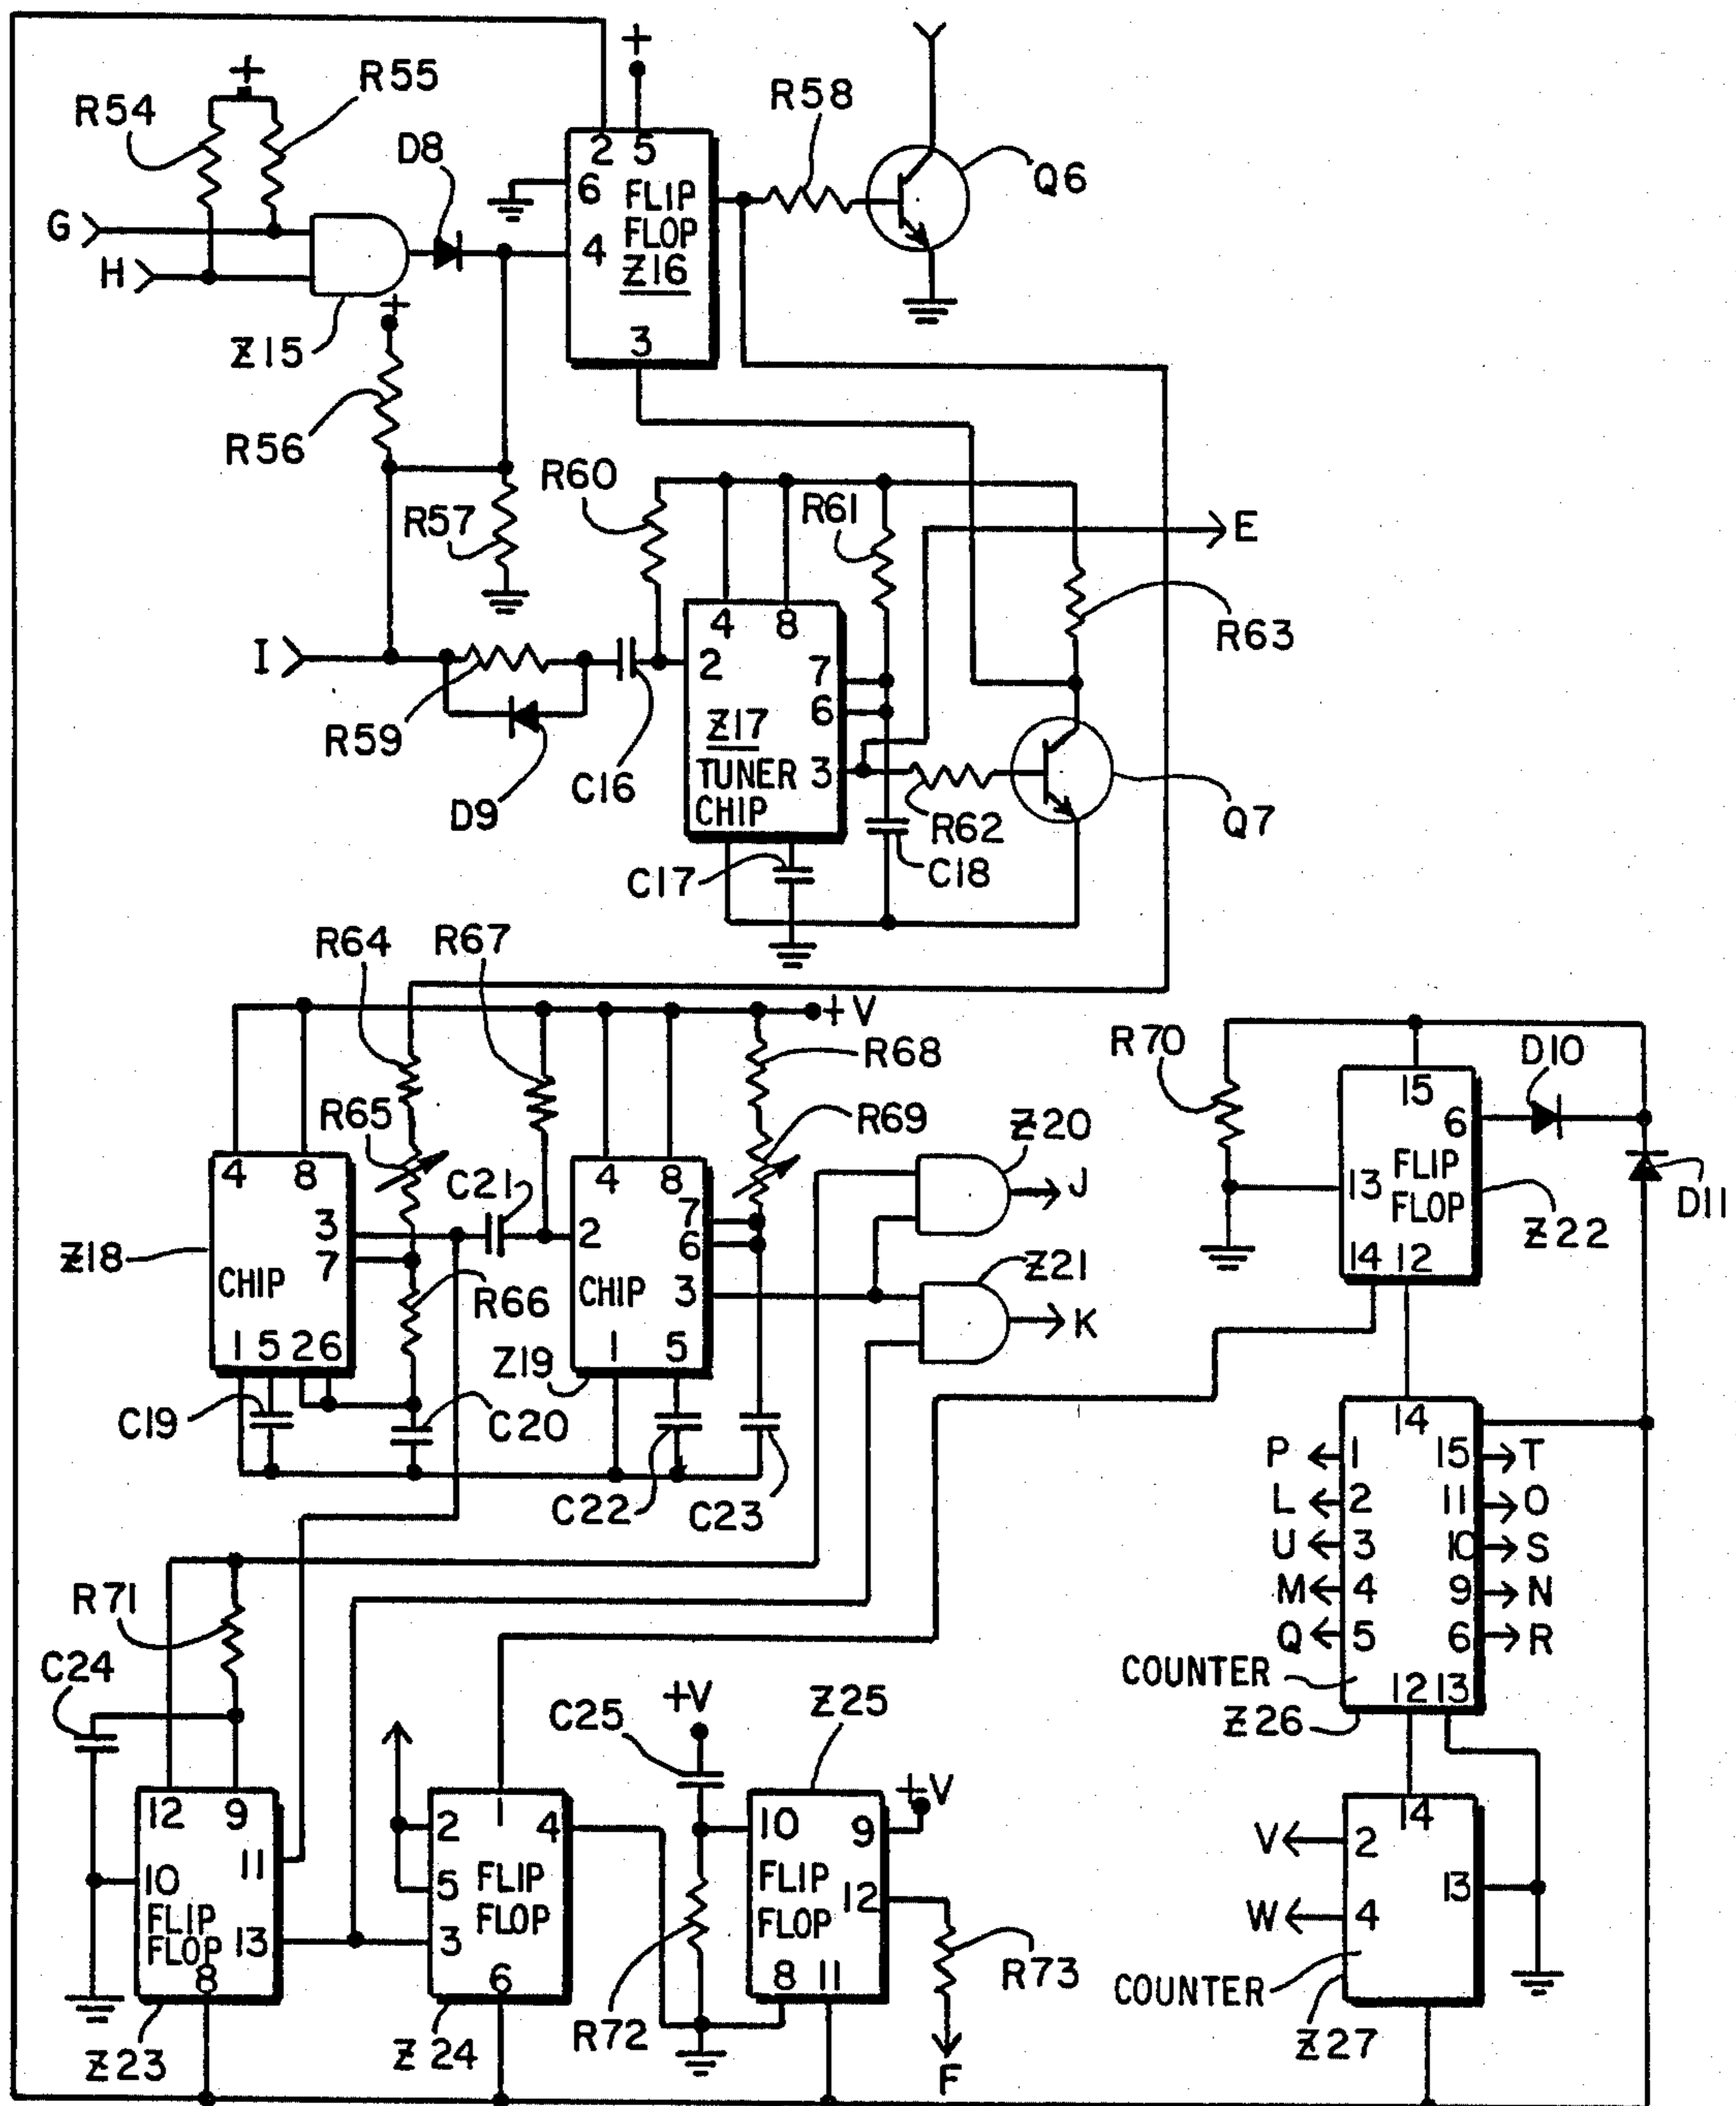 +
R54
+
R55
R58
D8
2 5
6
FLIP
FLOP
Z16
4
3
Q6
G
H
Z15
+
R56
R57
R60
R61
E
R63
I
R59
D9
C16
4 8
2
7
6
Z17
TUNER
CHIP
3
R62
C18
C17
Q7
R64
R67
+V
R68
R65
R69
C21
4 8
3
7
Z18
CHIP
R66
1 5 2 6
C19
C20
4 8
2
7
6
CHIP
3
1 5
Z19
C22
C23
Z20
J
Z21
K
R70
D10
15
6
FLIP
FLOP
13
14 12
Z22
D11
14
P 1 15 T
L 2 11 O
U 3 10 S
M 4 9 N
Q 5 6 R
COUNTER
12 13
Z26
14
V 2
13
W 4
COUNTER
Z27
R71
C24
12 9
11
10
FLIP
FLOP
13
8
Z23
1
2 4
5
FLIP
FLOP
3
6
Z24
C25
+V
Z25
+V
10 9
FLIP
FLOP
12
8 11
R72
R73
F